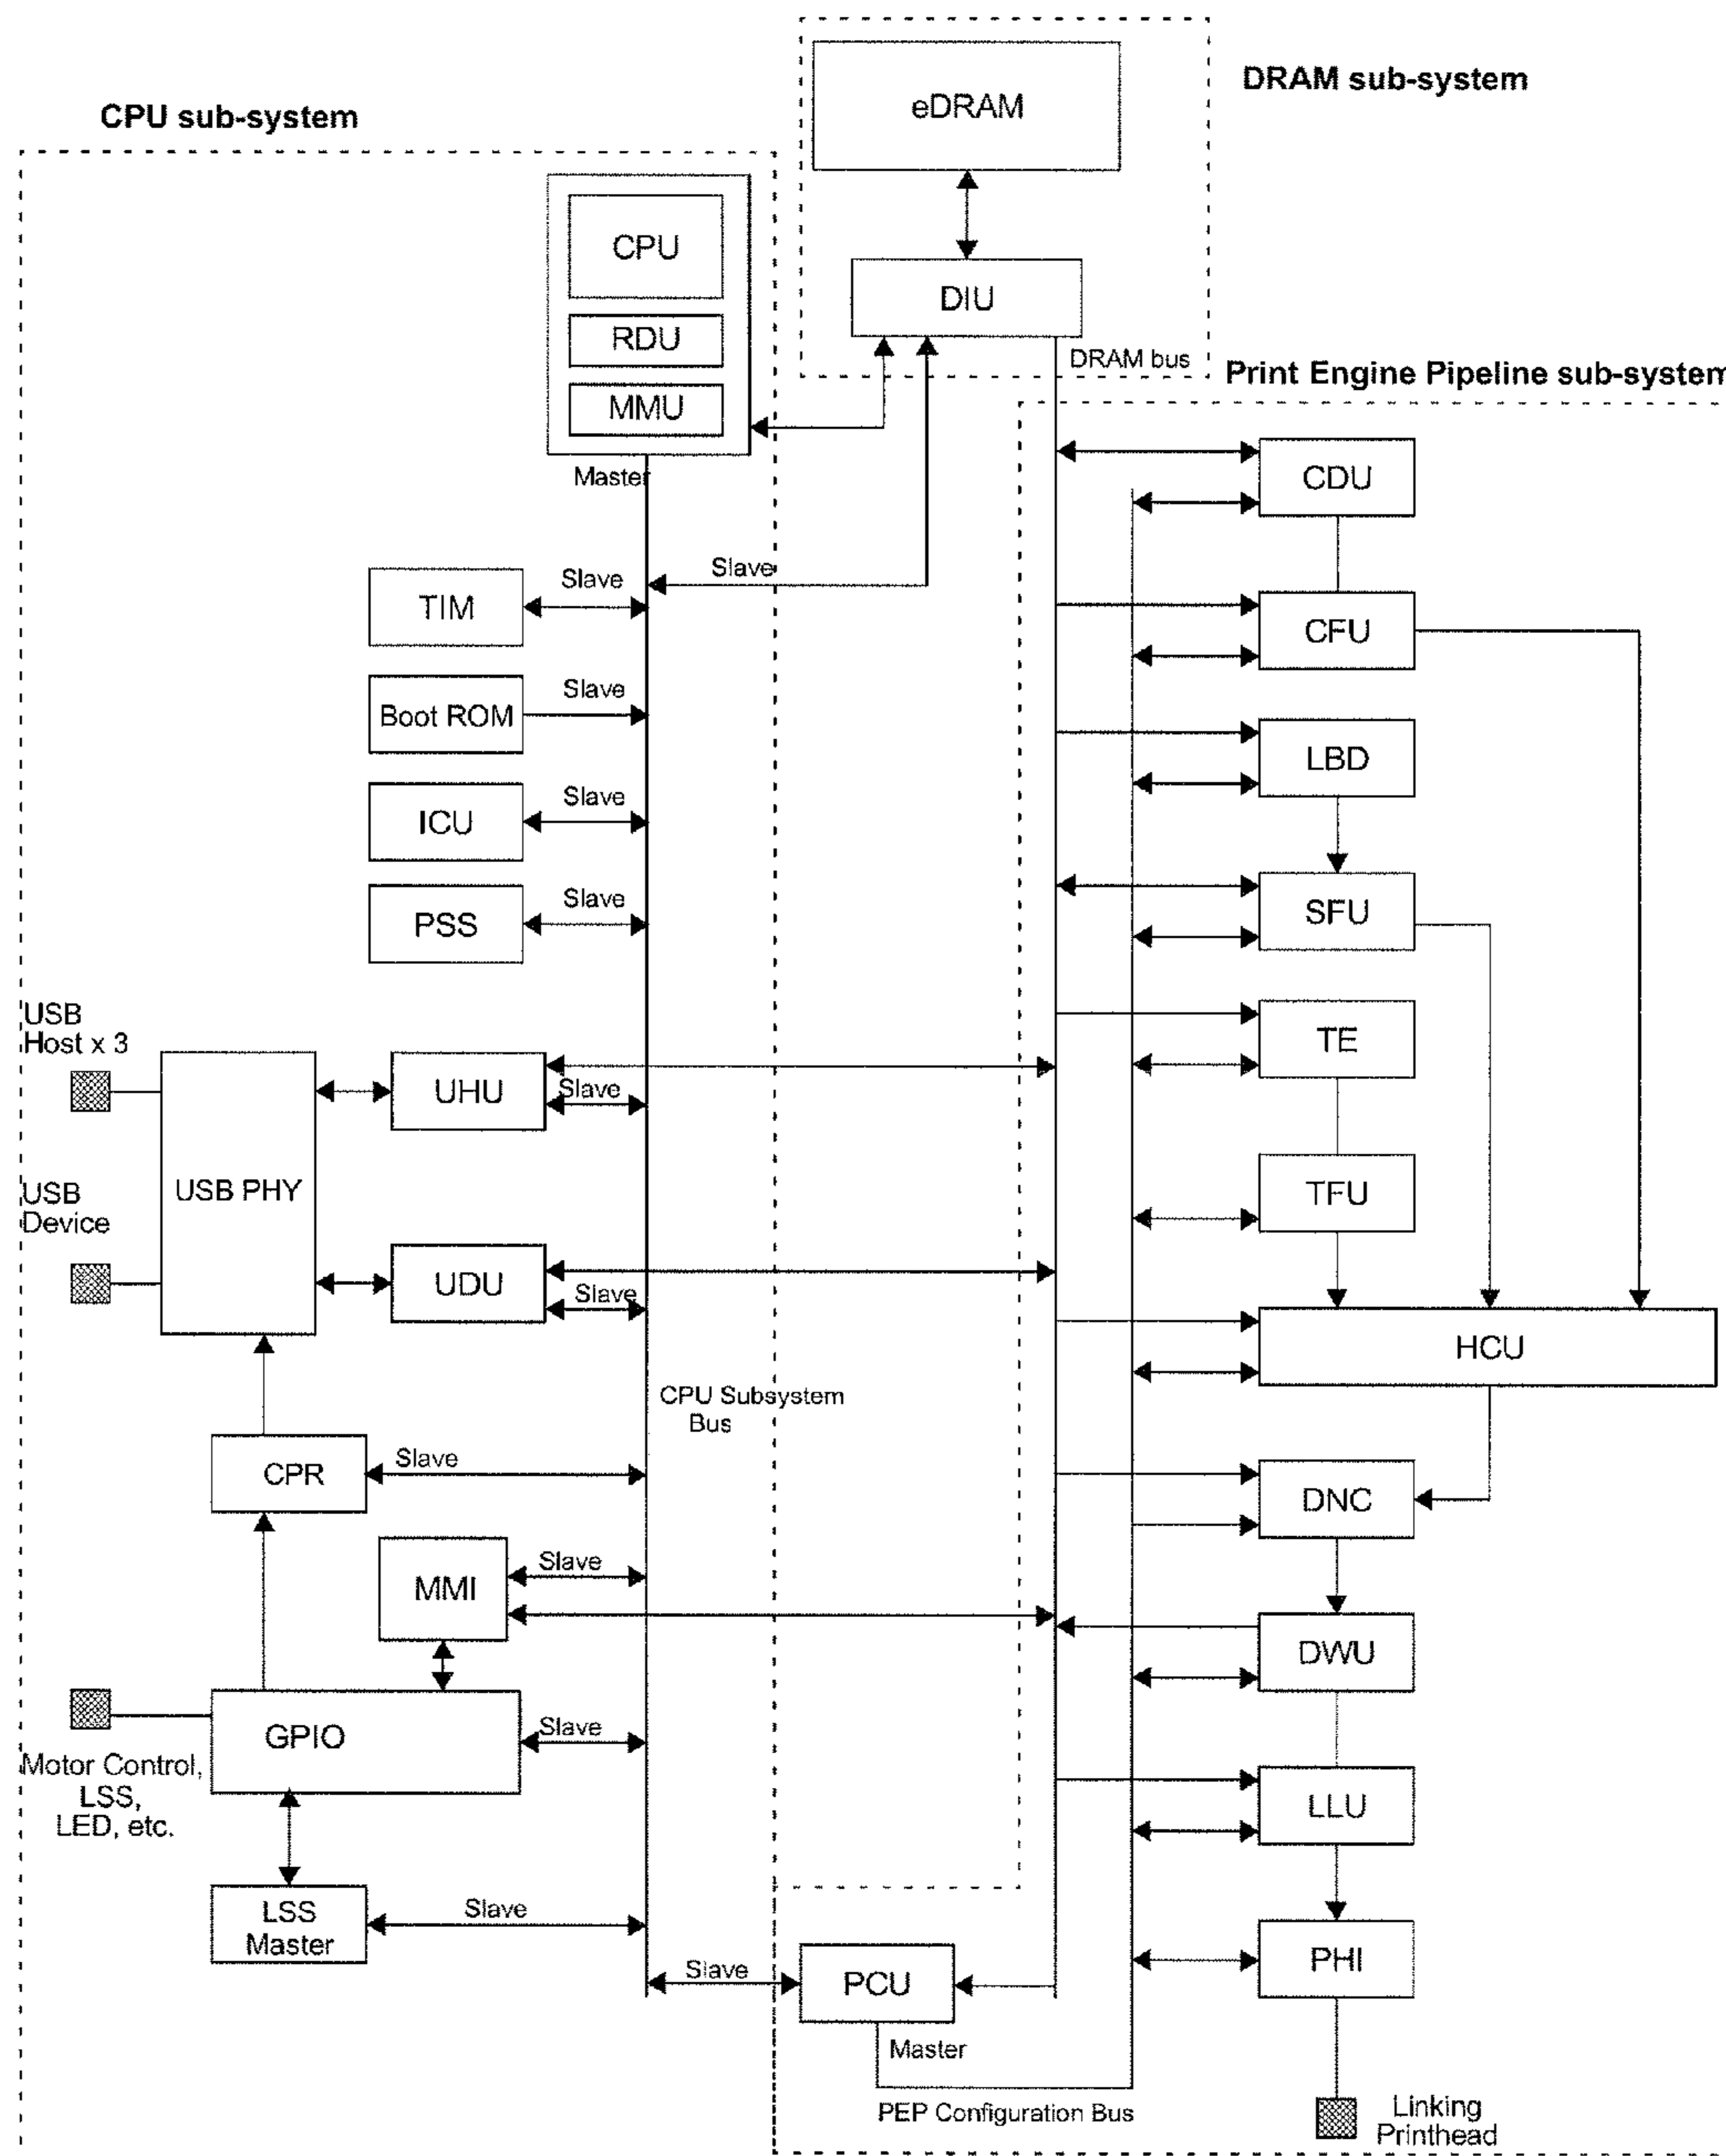 DRAM sub-system
eDRAM
CPU sub-system
CPU
DIU
RDU
DRAM bus
Print Engine Pipeline sub-system
MMU
Master
CDU
Slave
Slave
TIM
CFU
Slave
Boot ROM
LBD
Slave
ICU
Slave
PSS
SFU
USB
Host x 3
TE
UHU
Slave
USB PHY
TFU
USB
Device
UDU
Slave
HCU
CPU Subsystem
Bus
CPR
Slave
DNC
MMI
Slave
DWU
GPIO
Slave
Motor Control,
LSS,
LED, etc.
LLU
LSS
Master
Slave
PHI
Slave
PCU
Master
PEP Configuration Bus
Linking
Printhead